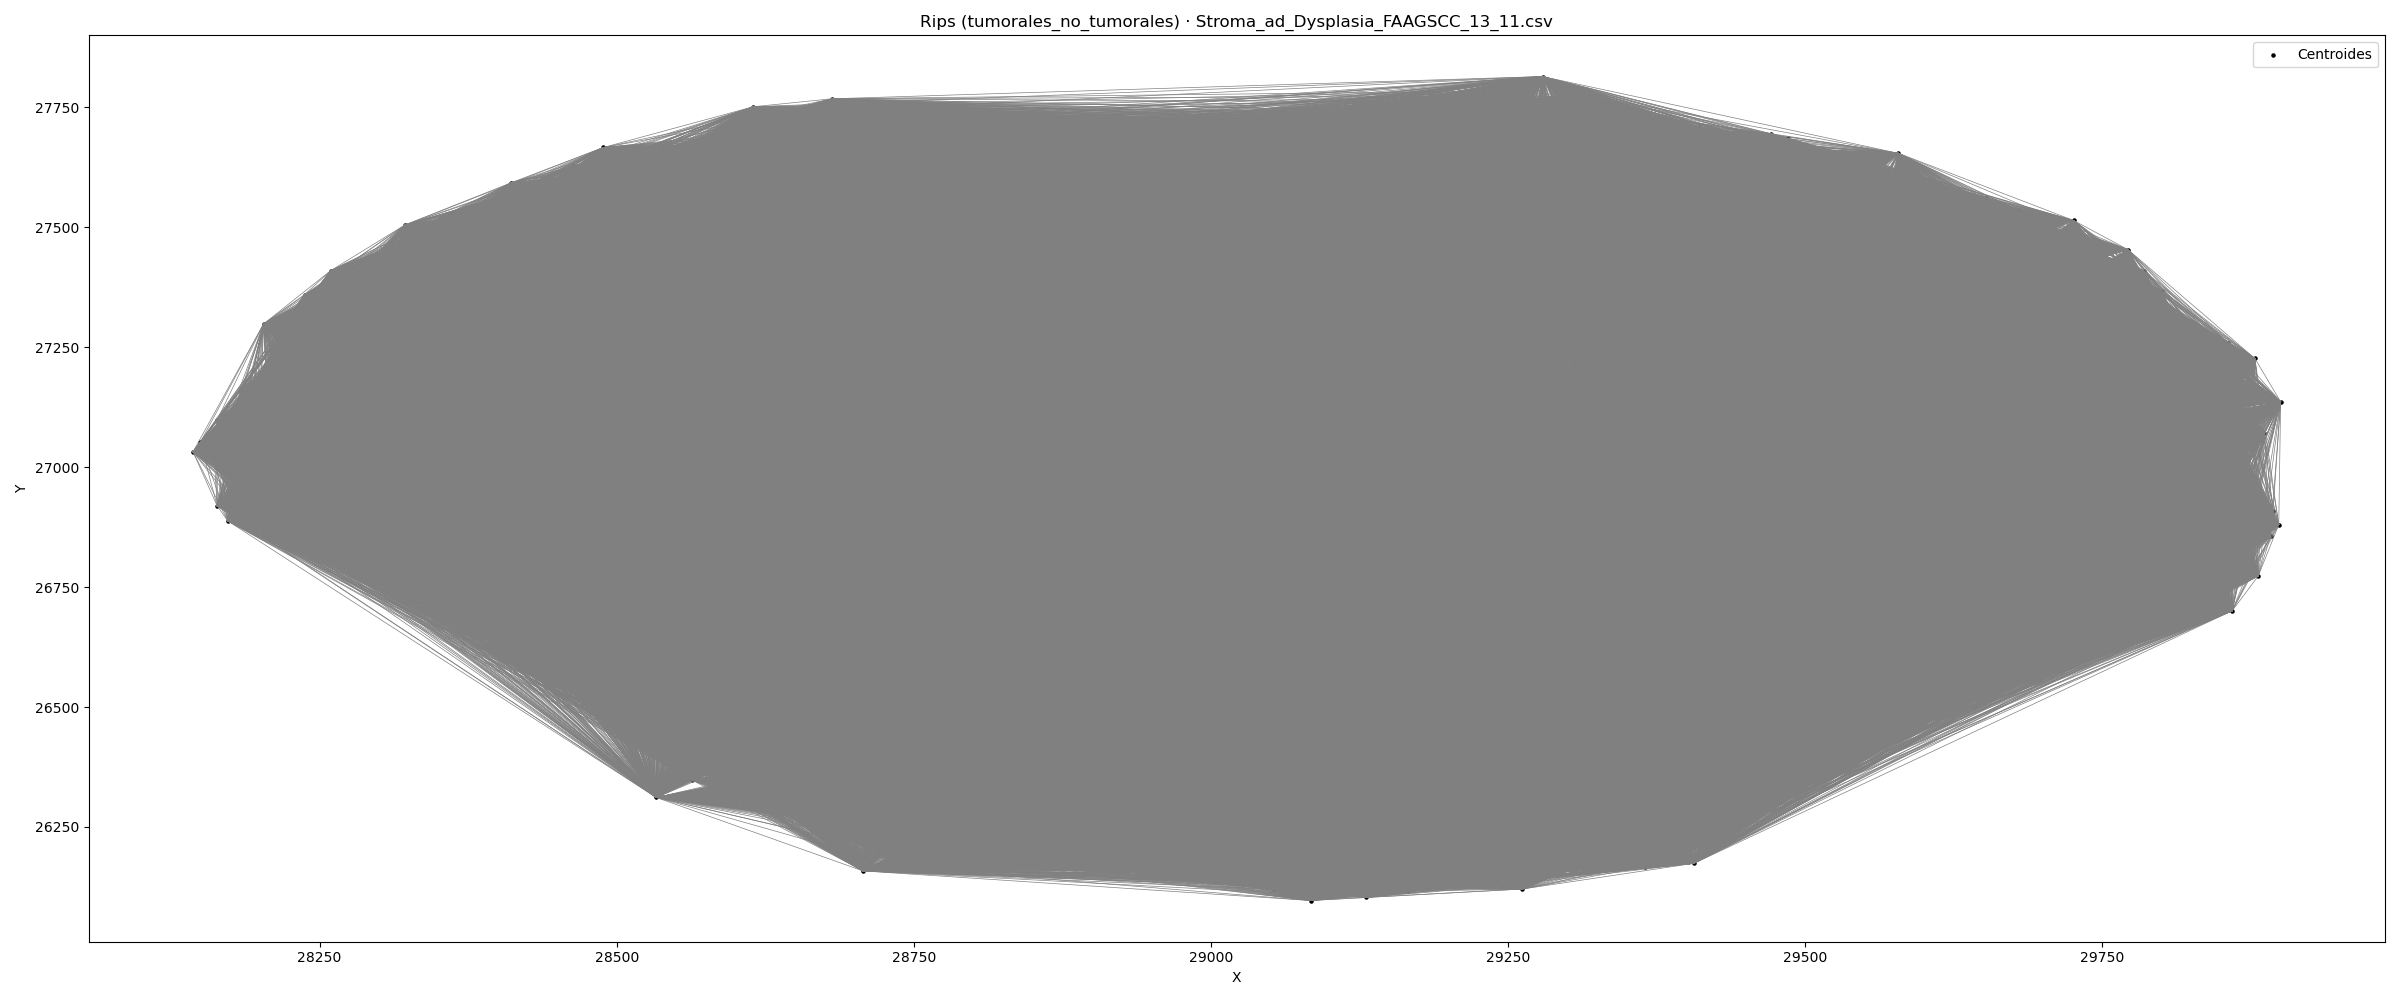 Rips (tumorales_no_tumorales) · Stroma_ad_Dysplasia_FAAGSCC_13_11.csv
Centroides
27750
27500
27250
27000
26750
26500
26250
Y
28250 28500 28750 29000 29250 29500 29750
X